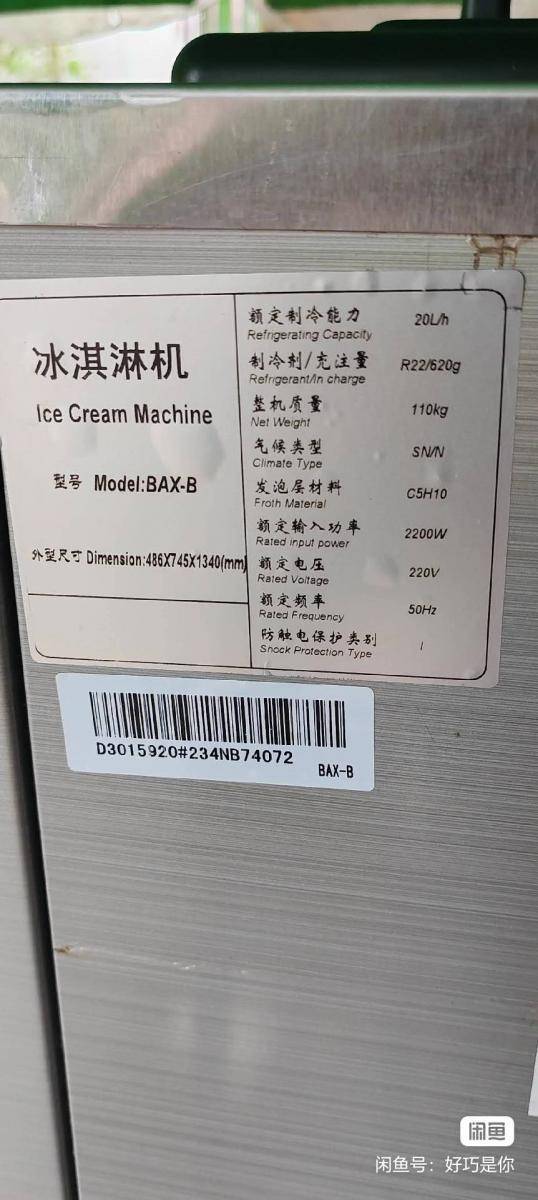 冰淇淋机
Ice Cream Machine
型号 Model:BAX-B
外型尺寸 Dimension:486X745X1340(mm)
额定制冷能力
Refrigerating Capacity
20L/h
制冷剂/充注量
Refrigerant/In charge
R22/620g
整机质量
Net Weight
110kg
气候类型
Climate Type
SN/N
发泡层材料
Froth Material
C5H10
额定输入功率
Rated input power
2200W
额定电压
Rated Voltage
220V
额定频率
Rated Frequency
50Hz
防触电保护类别
Snock Protection Type
I
D3015920#234NB74072
BAX-B
闲鱼
闲鱼号：好巧是你